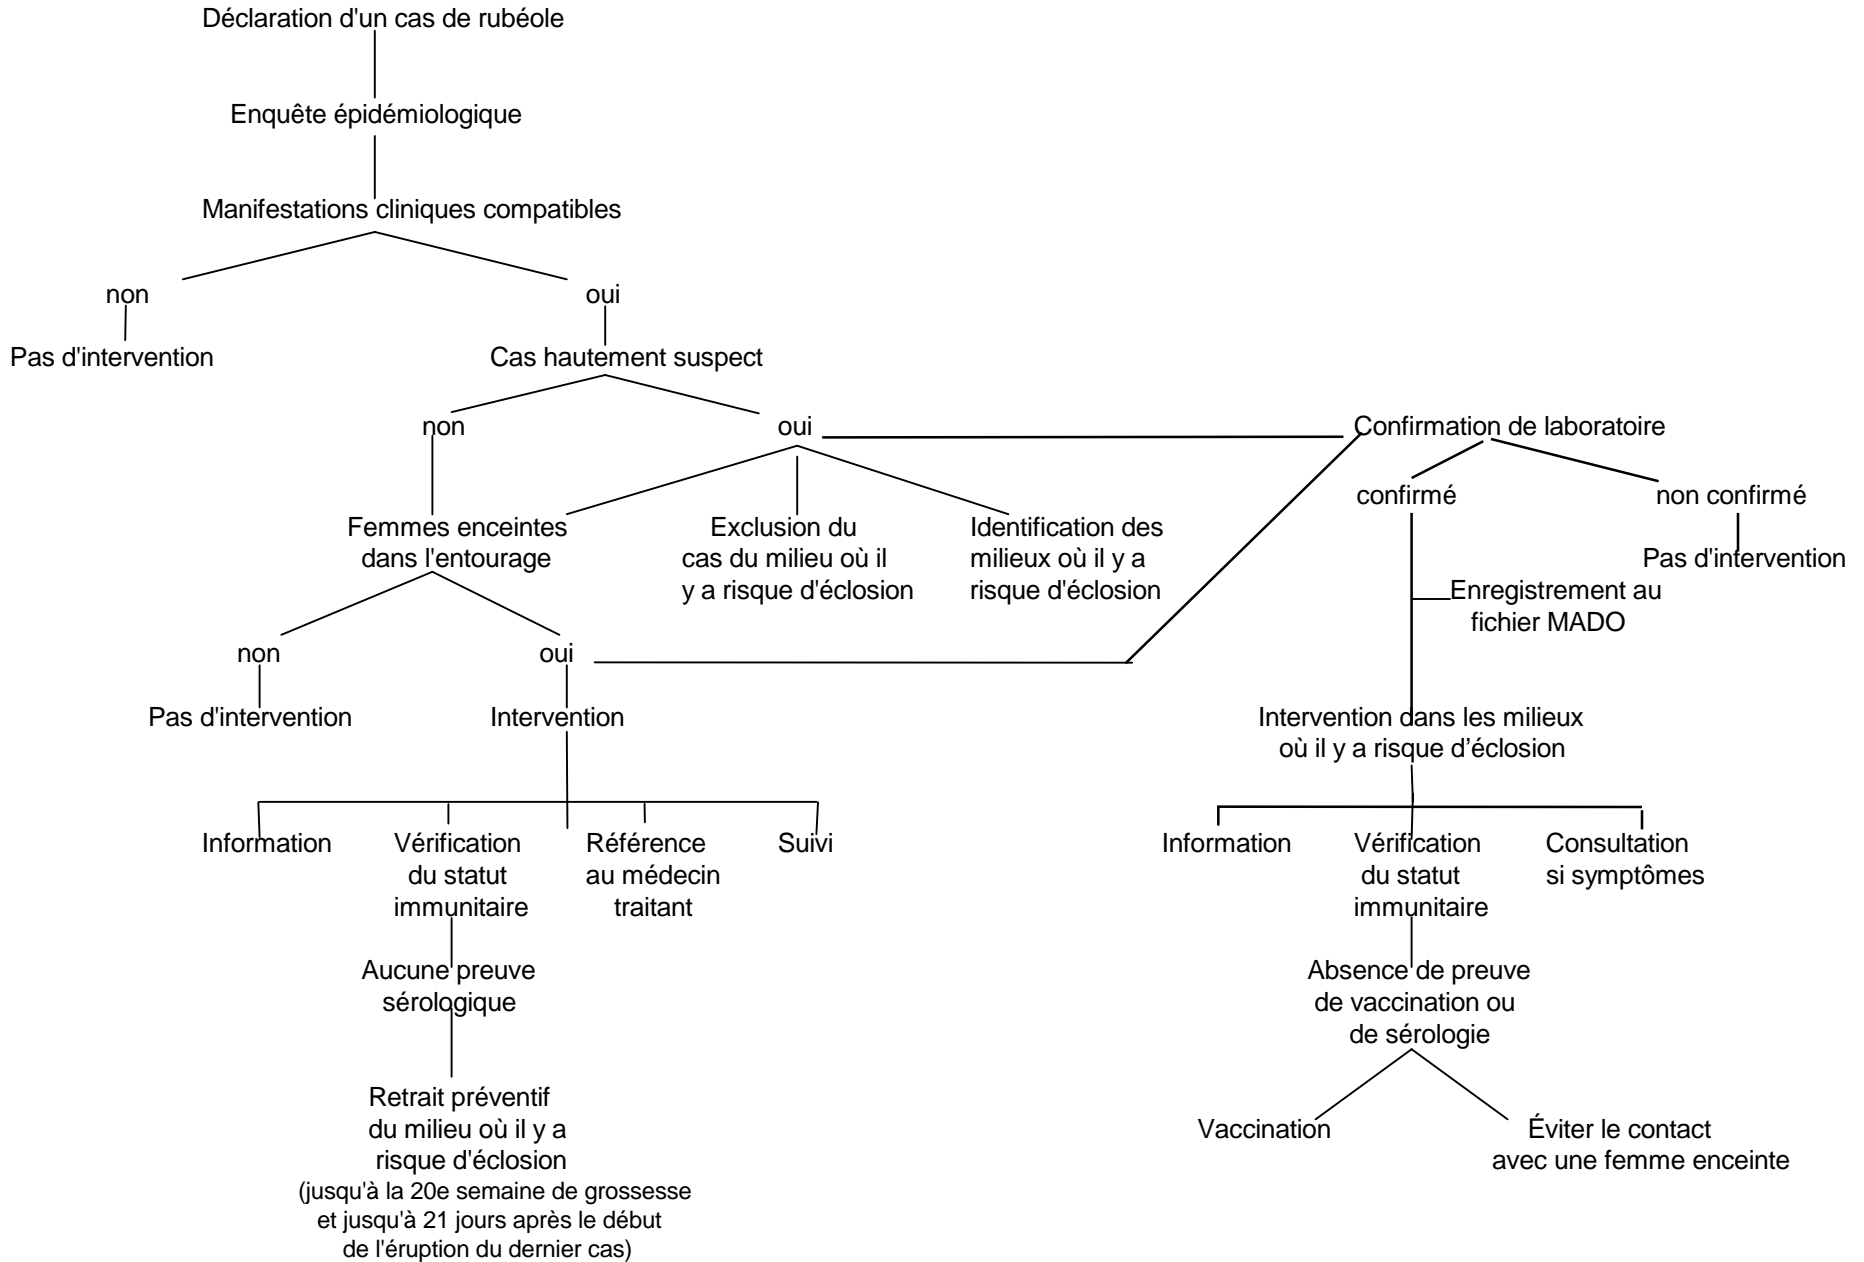 Déclaration d'un cas de rubéole
Enquête épidémiologique
Manifestations cliniques compatibles
non
oui
Pas d'intervention
Cas hautement suspect
non
oui
Confirmation de laboratoire
confirmé
non confirmé
Pas d'intervention
Femmes enceintes
dans l'entourage
Exclusion du
cas du milieu où il
y a risque d'éclosion
Identification des
milieux où il y a
risque d'éclosion
Enregistrement au
fichier MADO
non
oui
Pas d'intervention
Intervention
Intervention dans les milieux
où il y a risque d’éclosion
Information
Vérification
du statut
immunitaire
Référence
au médecin
traitant
Suivi
Information
Vérification
du statut
immunitaire
Consultation
si symptômes
Aucune preuve
sérologique
Absence de preuve
de vaccination ou
de sérologie
Retrait préventif
du milieu où il y a
risque d'éclosion
(jusqu'à la 20e semaine de grossesse
et jusqu'à 21 jours après le début
de l'éruption du dernier cas)
Vaccination
Éviter le contact
avec une femme enceinte